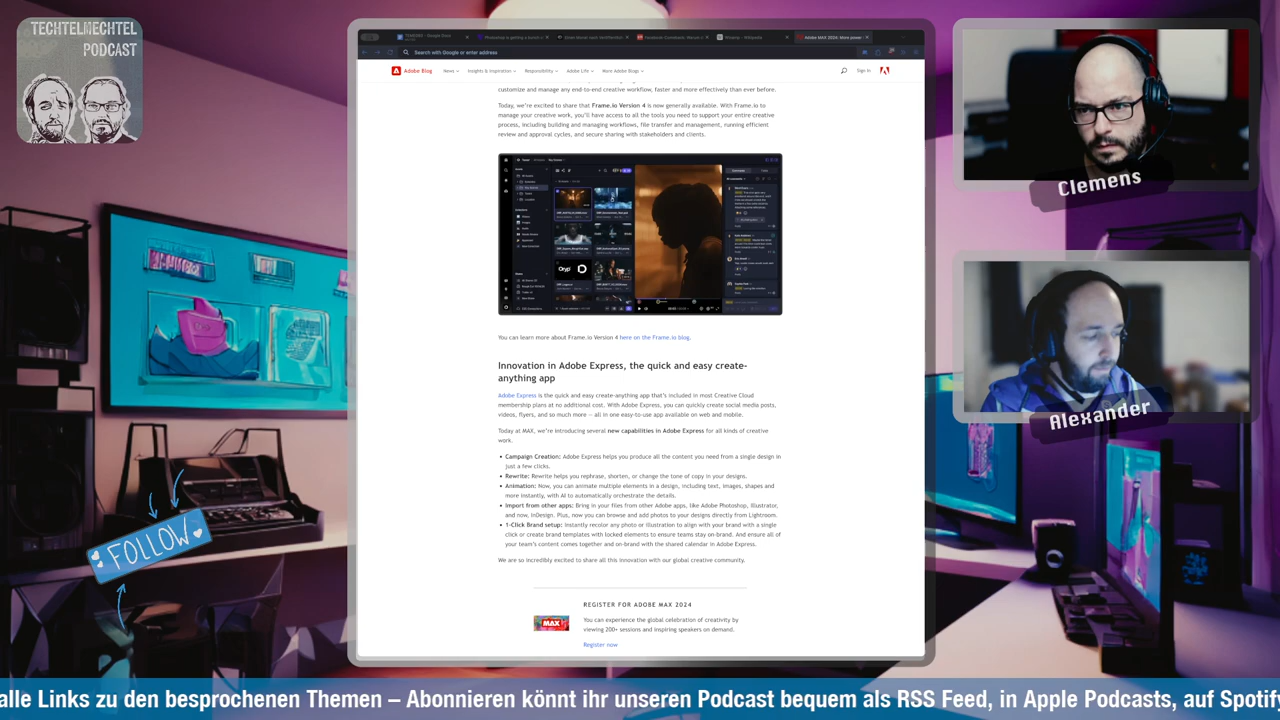 TECHTELMECHTEL
PODCAST
Search with Google or enter address
Adobe Blog
News
Insights & Inspiration
Responsibility
Adobe Life
More Adobe Blogs
Sign in
customize and manage any end-to-end creative workflow, faster and more effectively than ever before.
Today, we're excited to share that Frame.io Version 4 is now generally available. With Frame.io to
manage your creative work, you'll have access to all the tools you need to support your entire creative
process, including building and managing workflows, file transfer and management, running efficient
review and approval cycles, and secure sharing with stakeholders and clients.
You can learn more about Frame.io Version 4 here on the Frame.io blog.
Innovation in Adobe Express, the quick and easy create-
anything app
Adobe Express is the quick and easy create-anything app that's included in most Creative Cloud
membership plans at no additional cost. With Adobe Express, you can quickly create social media posts,
videos, flyers, and so much more — all in one easy-to-use app available on web and mobile.
Today at MAX, we're introducing several new capabilities in Adobe Express for all kinds of creative
work.
• Campaign Creation: Adobe Express helps you produce all the content you need from a single design in
just a few clicks.
• Rewrite: Rewrite helps you rephrase, shorten, or change the tone of copy in your designs.
• Animation: Now, you can animate multiple elements in a design, including text, images, shapes and
more instantly, with AI to automatically orchestrate the details.
• Import from other apps: Bring in your files from other Adobe apps, like Adobe Photoshop, Illustrator,
and now, InDesign. Plus, now you can browse and add photos to your designs directly from Lightroom.
• 1-Click Brand setup: Instantly recolor any photo or illustration to align with your brand with a single
click or create brand templates with locked elements to ensure teams stay on-brand. And ensure all of
your team's content comes together and on-brand with the shared calendar in Adobe Express.
We are so incredibly excited to share all this innovation with our global creative community.
REGISTER FOR ADOBE MAX 2024
MAX
You can experience the global celebration of creativity by
viewing 200+ sessions and inspiring speakers on demand.
Register now
Clemens
Alexander
FOLLOW
alle Links zu den besprochenen Themen – Abonnieren könnt ihr unseren Podcast bequem als RSS Feed, in Apple Podcasts, auf Spotify